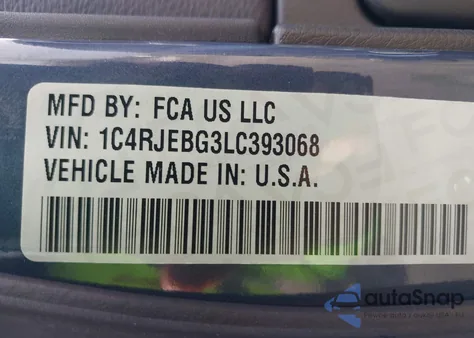 MFD BY: FCA US LLC
VIN: 1C4RJEBG3LC393068
VEHICLE MADE IN: U.S.A.
autoSnap